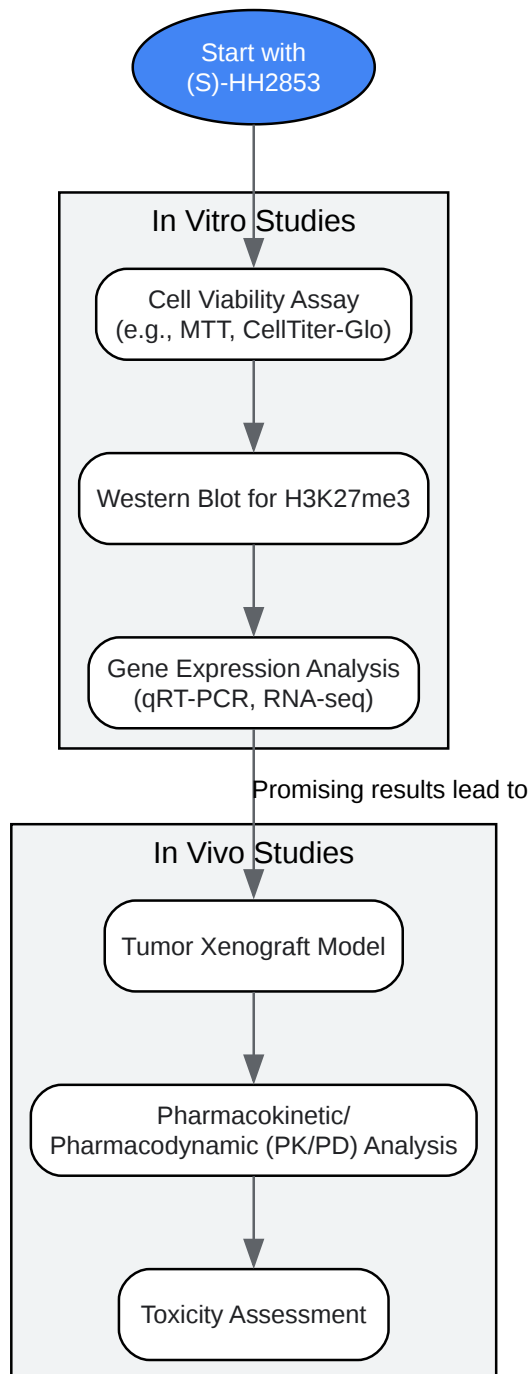 Start with
(S)-HH2853
In Vitro Studies
Cell Viability Assay
(e.g., MTT, CellTiter-Glo)
Western Blot for H3K27me3
Gene Expression Analysis
(qRT-PCR, RNA-seq)
Promising results lead to
In Vivo Studies
Tumor Xenograft Model
Pharmacokinetic/
Pharmacodynamic (PK/PD) Analysis
Toxicity Assessment